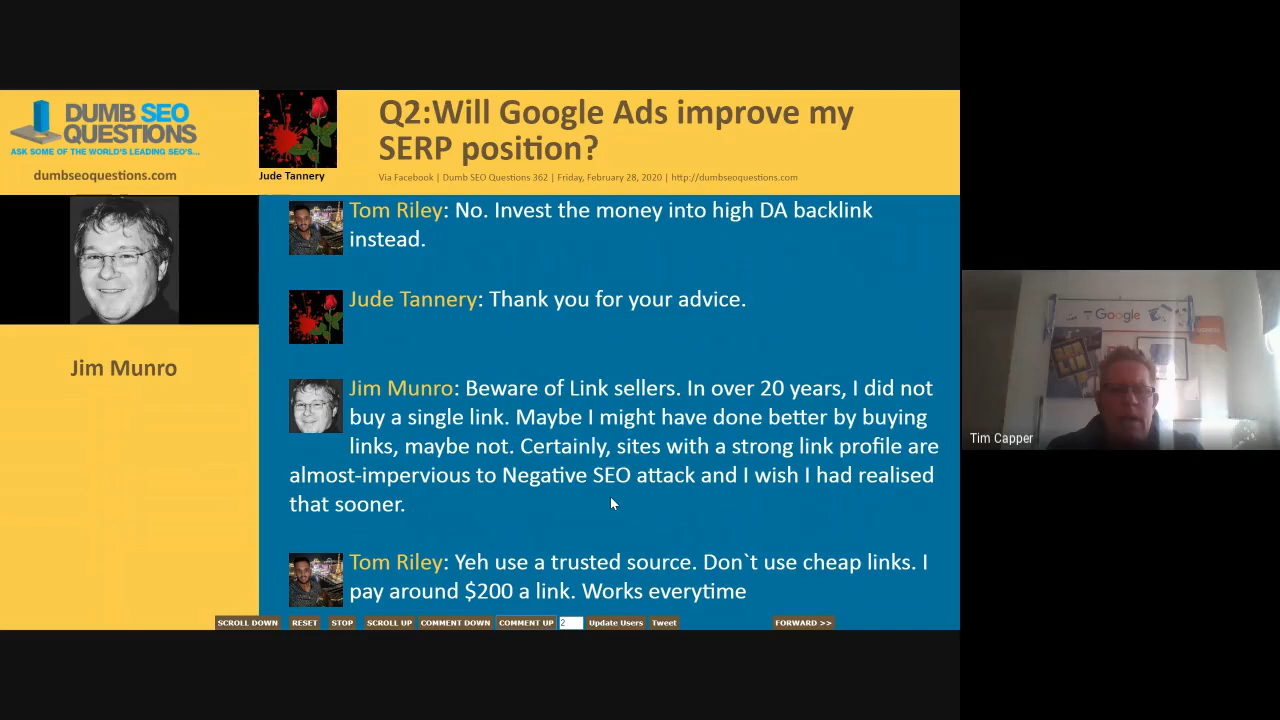 DUMB SEO
QUESTIONS
ASK SOME OF THE WORLD'S LEADING SEO'S...
dumbseoquestions.com
Jude Tannery
Q2:Will Google Ads improve my
SERP position?
Via Facebook | Dumb SEO Questions 362 | Friday, February 28, 2020 | http://dumbseoquestions.com
Jim Munro
Tom Riley: No. Invest the money into high DA backlink
instead.
Jude Tannery: Thank you for your advice.
Jim Munro: Beware of Link sellers. In over 20 years, I did not
buy a single link. Maybe I might have done better by buying
links, maybe not. Certainly, sites with a strong link profile are
almost-impervious to Negative SEO attack and I wish I had realised
that sooner.
Tom Riley: Yeh use a trusted source. Don`t use cheap links. I
pay around $200 a link. Works everytime
SCROLL DOWN RESET STOP SCROLL UP COMMENT DOWN COMMENT UP 2 Update Users Tweet FORWARD >>
Google
Tim Capper